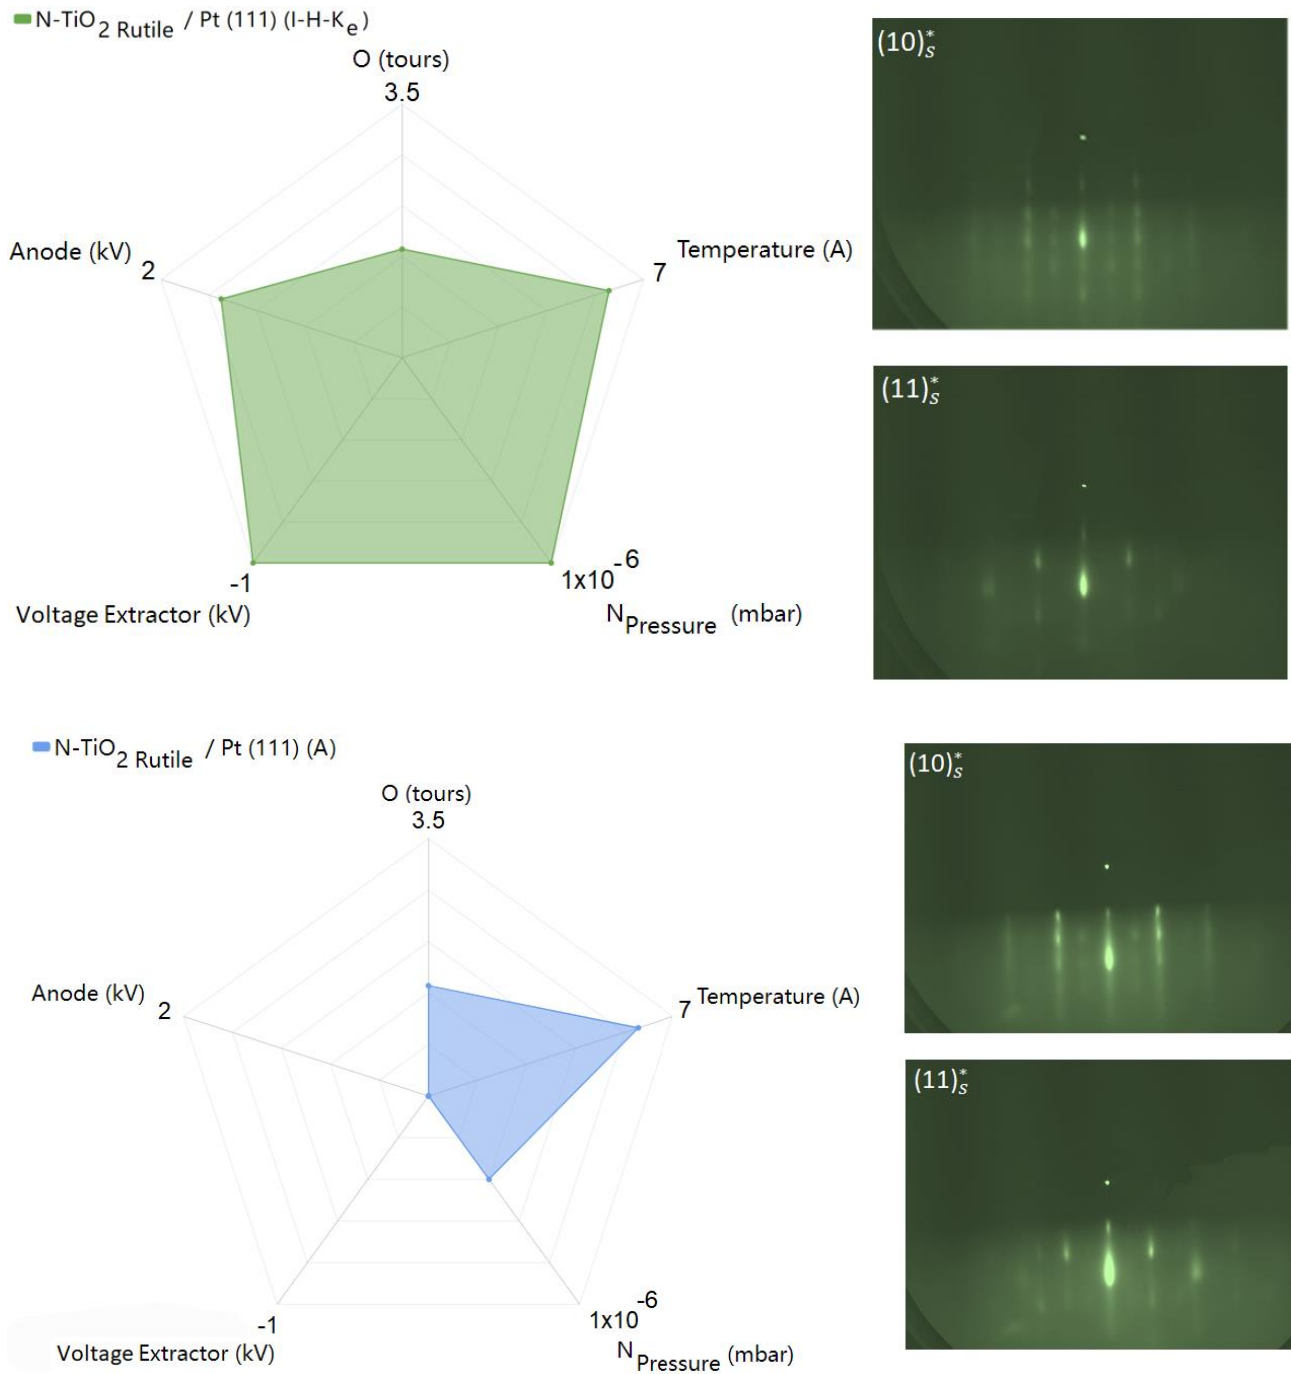 N-TiO2 Rutile / Pt (111) (I-H-Ke)
O (tours)
3.5
Anode (kV)
2
Temperature (A)
7
-1
Voltage Extractor (kV)
1x10-6
NPressure (mbar)
(10)*s
(11)*s
N-TiO2 Rutile / Pt (111) (A)
O (tours)
3.5
Anode (kV)
2
Temperature (A)
7
-1
Voltage Extractor (kV)
1x10-6
NPressure (mbar)
(10)*s
(11)*s